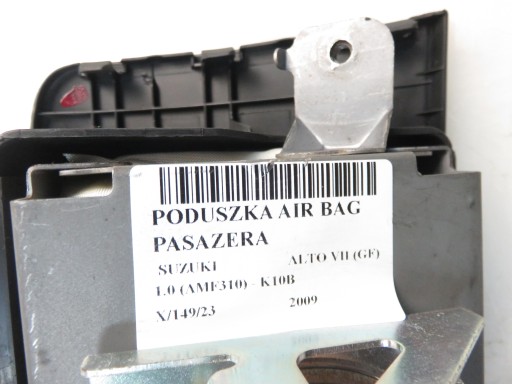 PODUSZKA AIR BAG
PASAZERA
SUZUKI ALTO VII (GF)
1.0 (AMF310) - K10B
X/149/23 2009